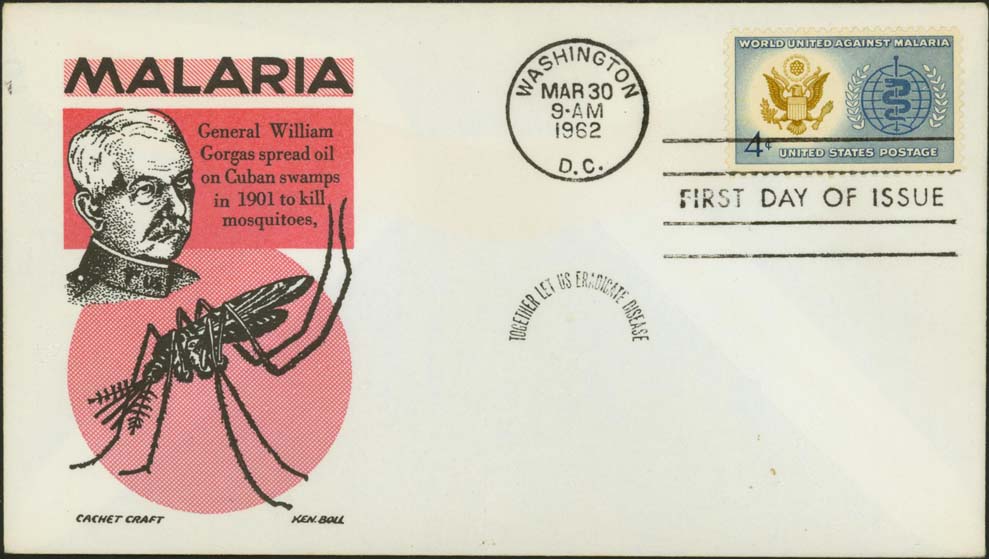 MALARIA
General William
Gorgas spread oil
on Cuban swamps
in 1901 to kill
mosquitoes,
U.S.
CACHET CRAFT
KEN. BOLL
WASHINGTON
MAR 30
9-AM
1962
D.C.
WORLD UNITED AGAINST MALARIA
4¢
UNITED STATES POSTAGE
FIRST DAY OF ISSUE
TOGETHER LET US ERADICATE DISEASE